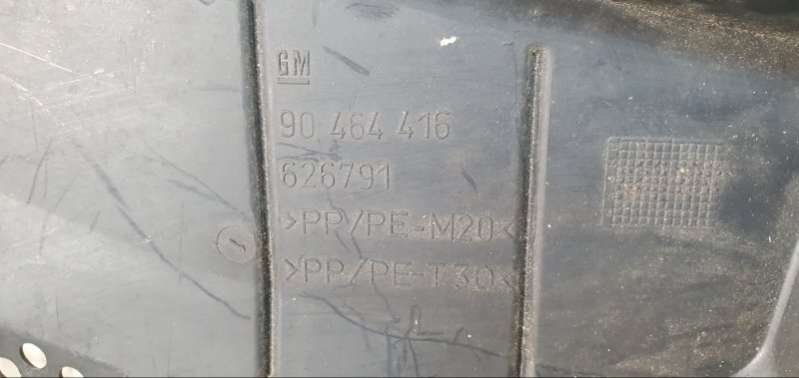 GM
90 464 416
626791
>PP/PE-M20<
>PP/PE-T30<